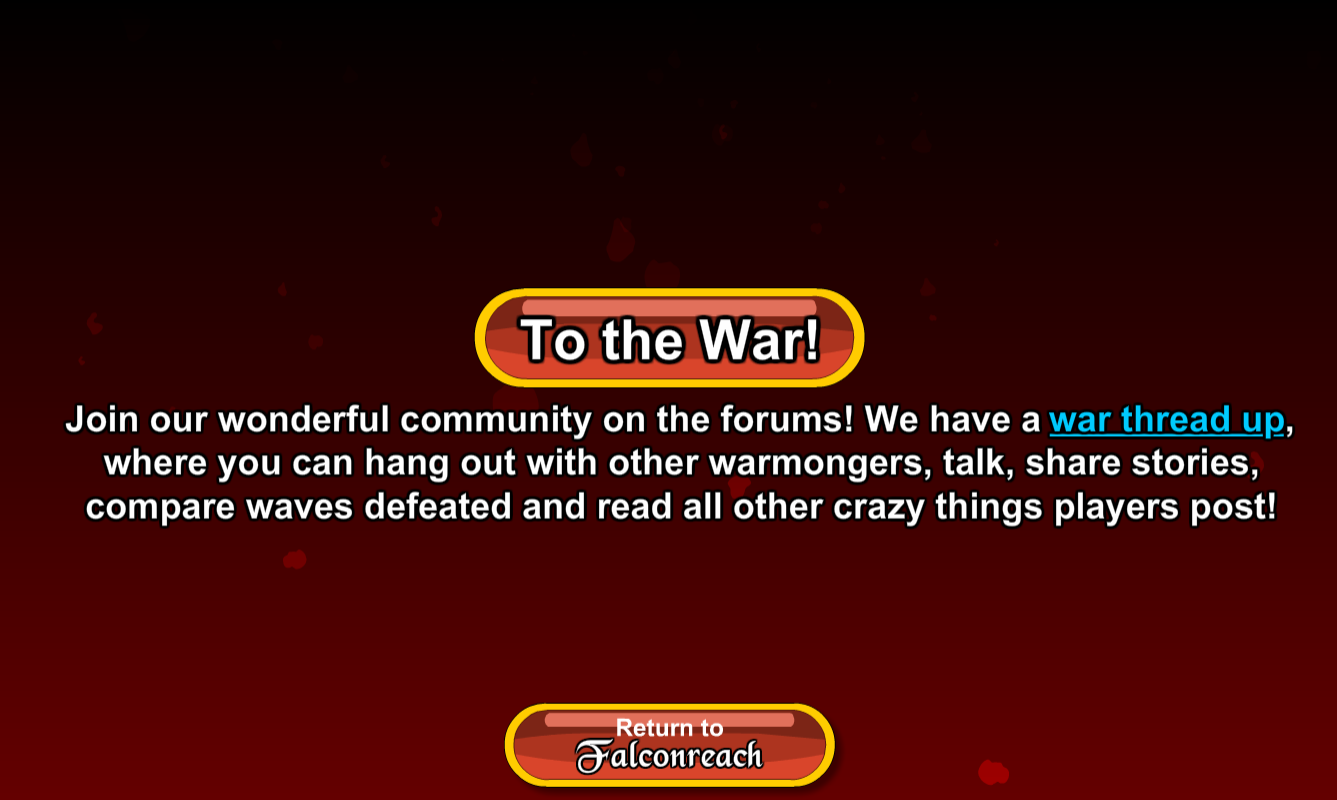 To the War!
Join our wonderful community on the forums! We have a war thread up,
where you can hang out with other warmongers, talk, share stories,
compare waves defeated and read all other crazy things players post!
Return to
Falconreach